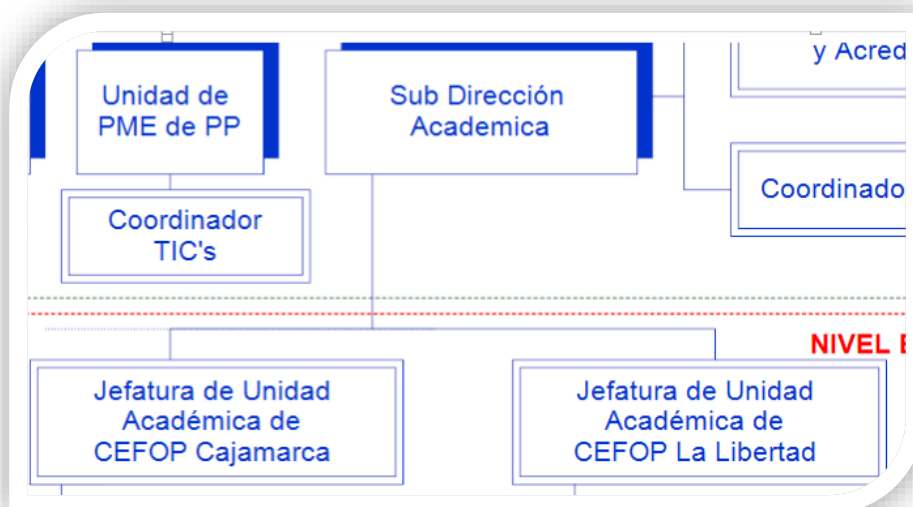 Unidad de
PME de PP
Sub Dirección
Academica
y Acred
Coordinador
TIC's
Coordinado
NIVEL E
Jefatura de Unidad
Académica de
CEFOP Cajamarca
Jefatura de Unidad
Académica de
CEFOP La Libertad